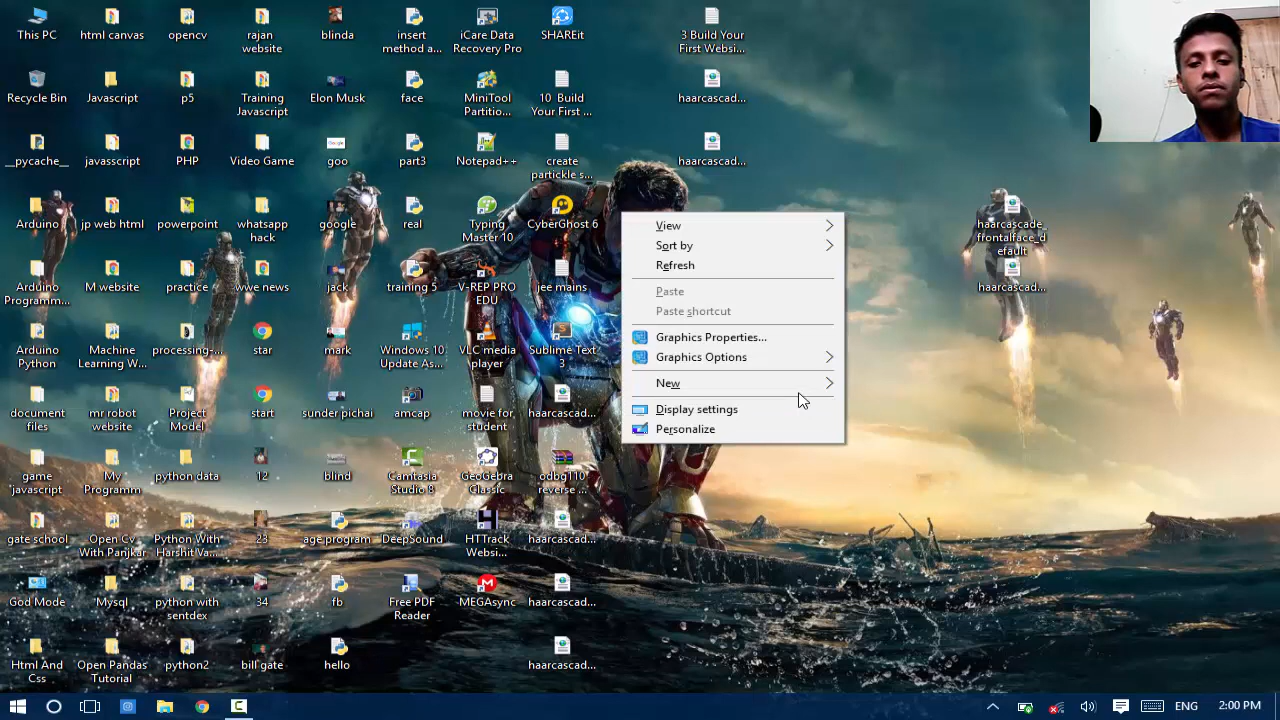 This PC
html canvas
opencv
rajan
website
blinda
insert
method a...
iCare Data
Recovery Pro
SHAREit
3 Build Your
First Websi...
Recycle Bin
Javascript
p5
Training
Javascript
Elon Musk
face
MiniTool
Partitio...
10 Build
Your First ...
haarcascad...
__pycache__
javasscript
PHP
Video Game
goo
part3
Notepad++
create
partickle s...
haarcascad...
Arduino
jp web html
powerpoint
whatsapp
hack
google
real
Typing
Master 10
CyberGhost 6
haarcascade_
frontalface_d
efault
Arduino
Programm...
M website
practice
wwe news
jack
training 5
V-REP PRO
EDU
jee mains
haarcascad...
Arduino
Python
Machine
Learning W...
processing-...
star
mark
Windows 10
Update As...
VLC media
player
Sublime Text
3
document
files
mr robot
website
Project
Model
start
sunder pichai
amcap
movie for
student
haarcascad...
game
javascript
My
Programm
python data
12
blind
Camtasia
Studio 8
GeoGebra
Classic
odbg110
reverse ...
gate school
Open Cv
With Panjkar
Python With
Harshit Va...
23
age program
DeepSound
HTTrack
Websi...
haarcascad...
God Mode
Mysql
python with
sentdex
34
fb
Free PDF
Reader
MEGAsync
haarcascad...
Html And
Css
Open Pandas
Tutorial
python2
bill gate
hello
haarcascad...
View
Sort by
Refresh
Paste
Paste shortcut
Graphics Properties...
Graphics Options
New
Display settings
Personalize
ENG
2:00 PM